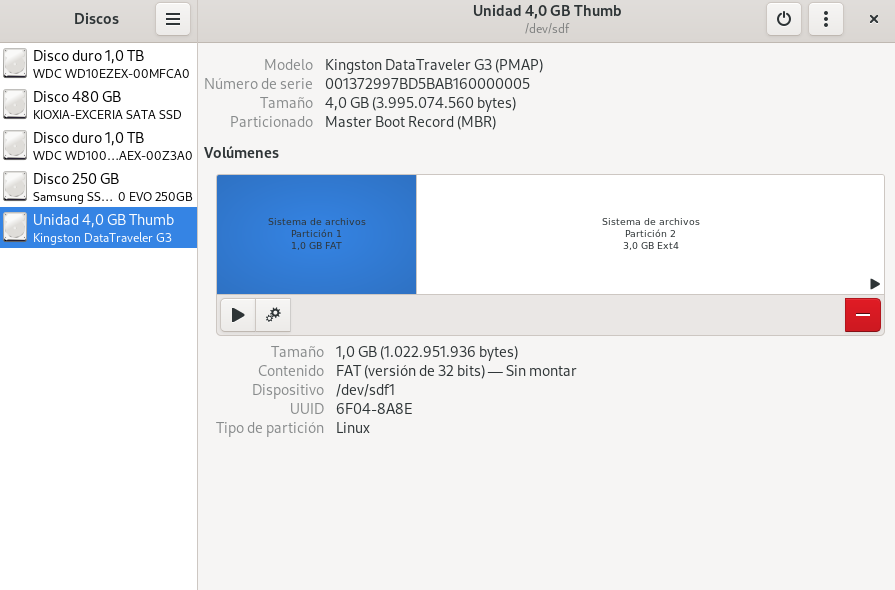 Discos
Unidad 4,0 GB Thumb
/dev/sdf
Disco duro 1,0 TB
WDC WD10EZEX-00MFCA0
Disco 480 GB
KIOXIA-EXCERIA SATA SSD
Disco duro 1,0 TB
WDC WD100…AEX-00Z3A0
Disco 250 GB
Samsung SS… 0 EVO 250GB
Unidad 4,0 GB Thumb
Kingston DataTraveler G3
Modelo Kingston DataTraveler G3 (PMAP)
Número de serie 001372997BD5BAB160000005
Tamaño 4,0 GB (3.995.074.560 bytes)
Particionado Master Boot Record (MBR)
Volúmenes
Sistema de archivos
Partición 1
1,0 GB FAT
Sistema de archivos
Partición 2
3,0 GB Ext4
Tamaño 1,0 GB (1.022.951.936 bytes)
Contenido FAT (versión de 32 bits) — Sin montar
Dispositivo /dev/sdf1
UUID 6F04-8A8E
Tipo de partición Linux